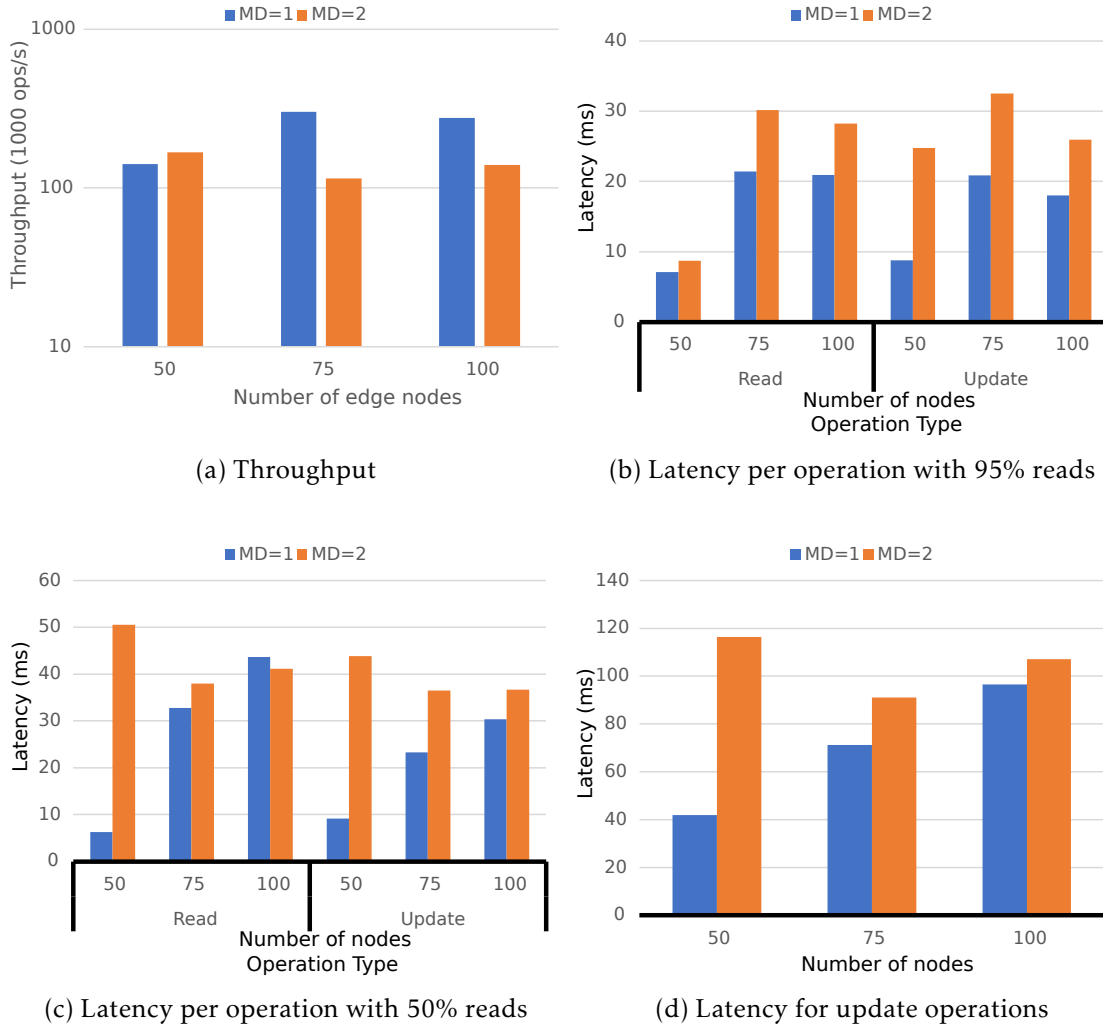 MD=1 MD=2
1000
100
10
Throughput (1000 ops/s)
50 75 100
Number of edge nodes
(a) Throughput
MD=1 MD=2
40
30
20
10
0
Latency (ms)
50 75 100 50 75 100
Read Update
Number of nodes
Operation Type
(b) Latency per operation with 95% reads
MD=1 MD=2
60
50
40
30
20
10
0
Latency (ms)
50 75 100 50 75 100
Read Update
Number of nodes
Operation Type
(c) Latency per operation with 50% reads
MD=1 MD=2
140
120
100
80
60
40
20
0
Latency (ms)
50 75 100
Number of nodes
(d) Latency for update operations